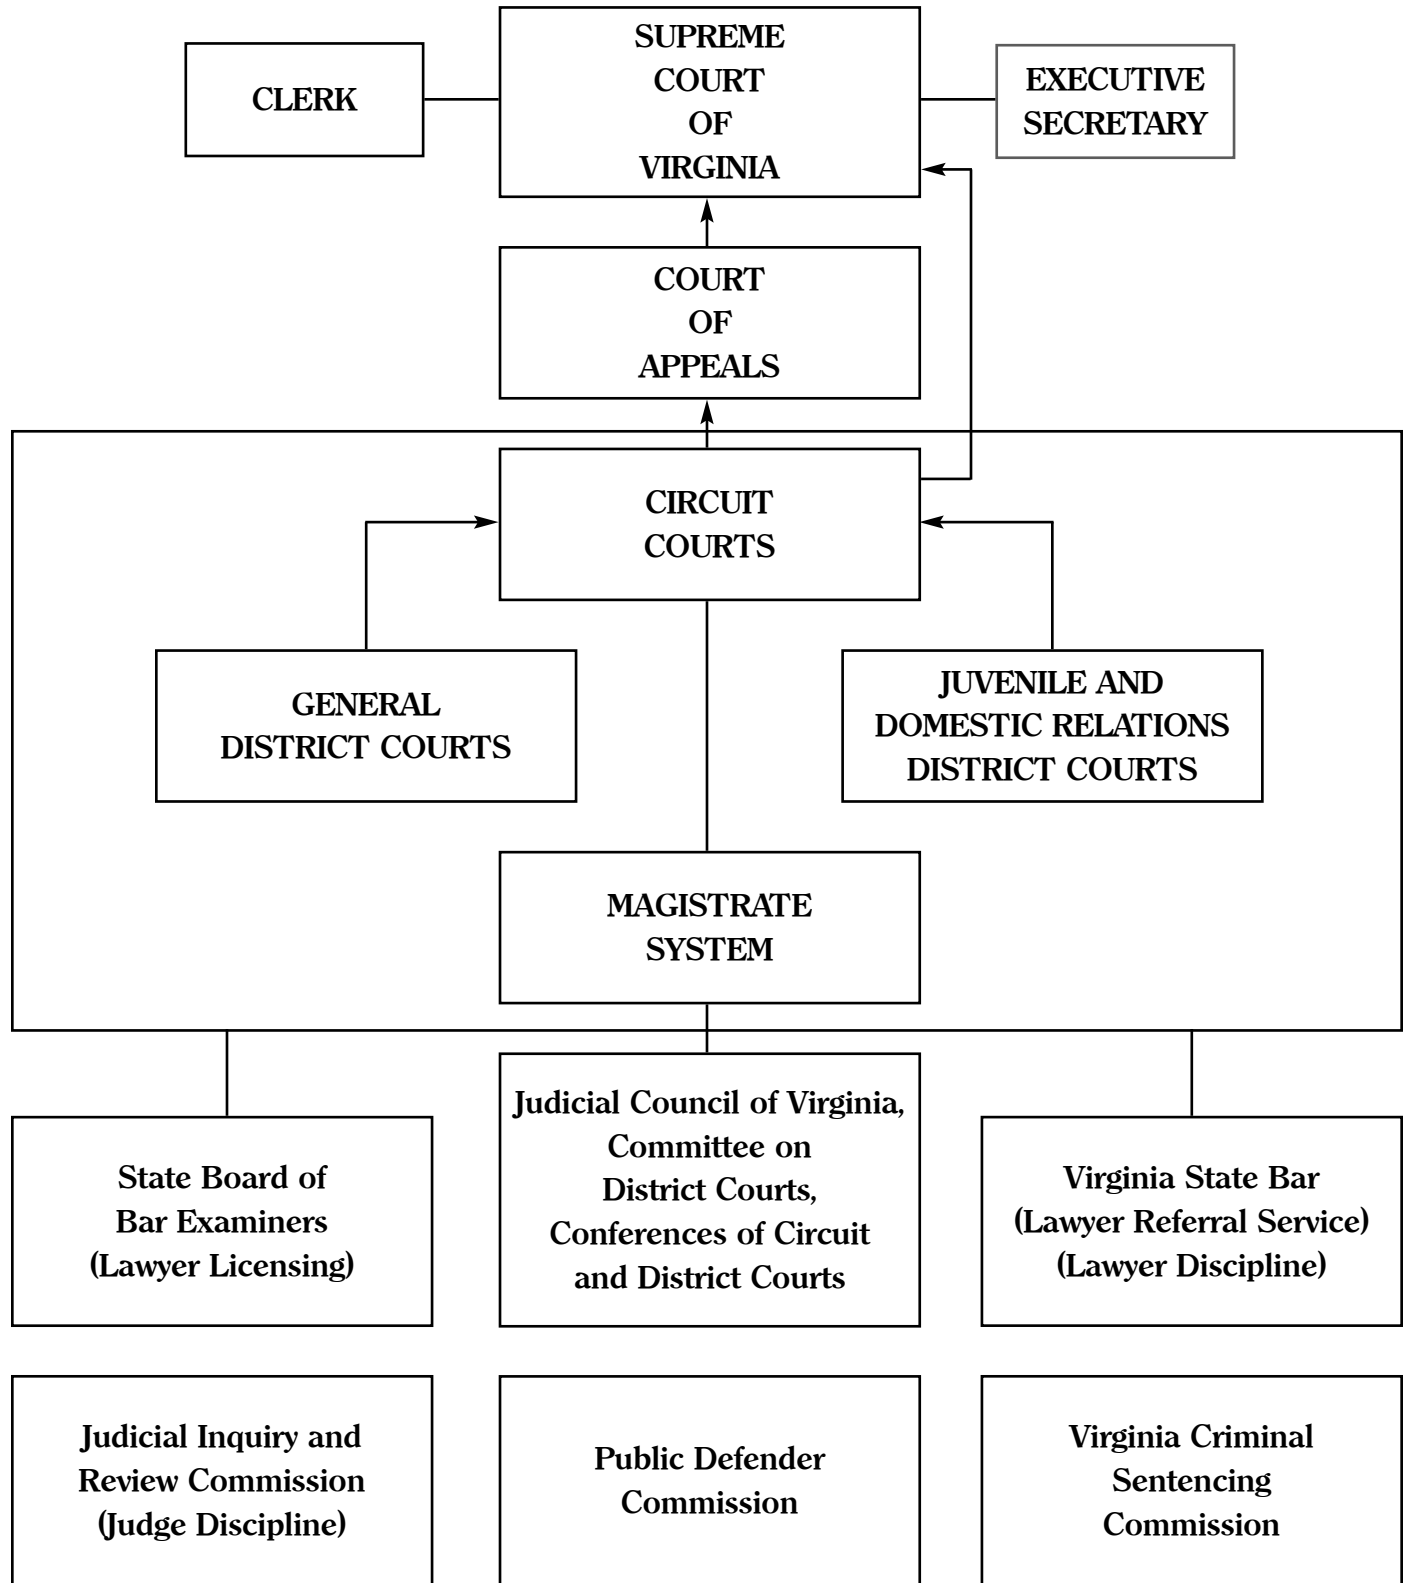 CLERK
SUPREME
COURT
OF
VIRGINIA
EXECUTIVE
SECRETARY
COURT
OF
APPEALS
CIRCUIT
COURTS
GENERAL
DISTRICT COURTS
JUVENILE AND
DOMESTIC RELATIONS
DISTRICT COURTS
MAGISTRATE
SYSTEM
State Board of
Bar Examiners
(Lawyer Licensing)
Judicial Council of Virginia,
Committee on
District Courts,
Conferences of Circuit
and District Courts
Virginia State Bar
(Lawyer Referral Service)
(Lawyer Discipline)
Judicial Inquiry and
Review Commission
(Judge Discipline)
Public Defender
Commission
Virginia Criminal
Sentencing
Commission